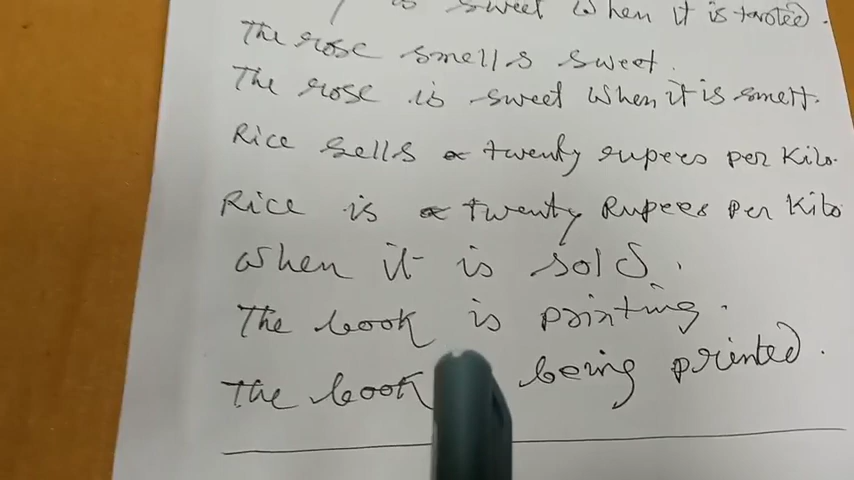 is sweet when it is tasted.
The rose smells sweet.
The rose is sweet when it is smelt.
Rice sells twenty rupees per Kilo.
Rice is twenty Rupees per Kilo
when it is sold.
The book is printing.
The book being printed.